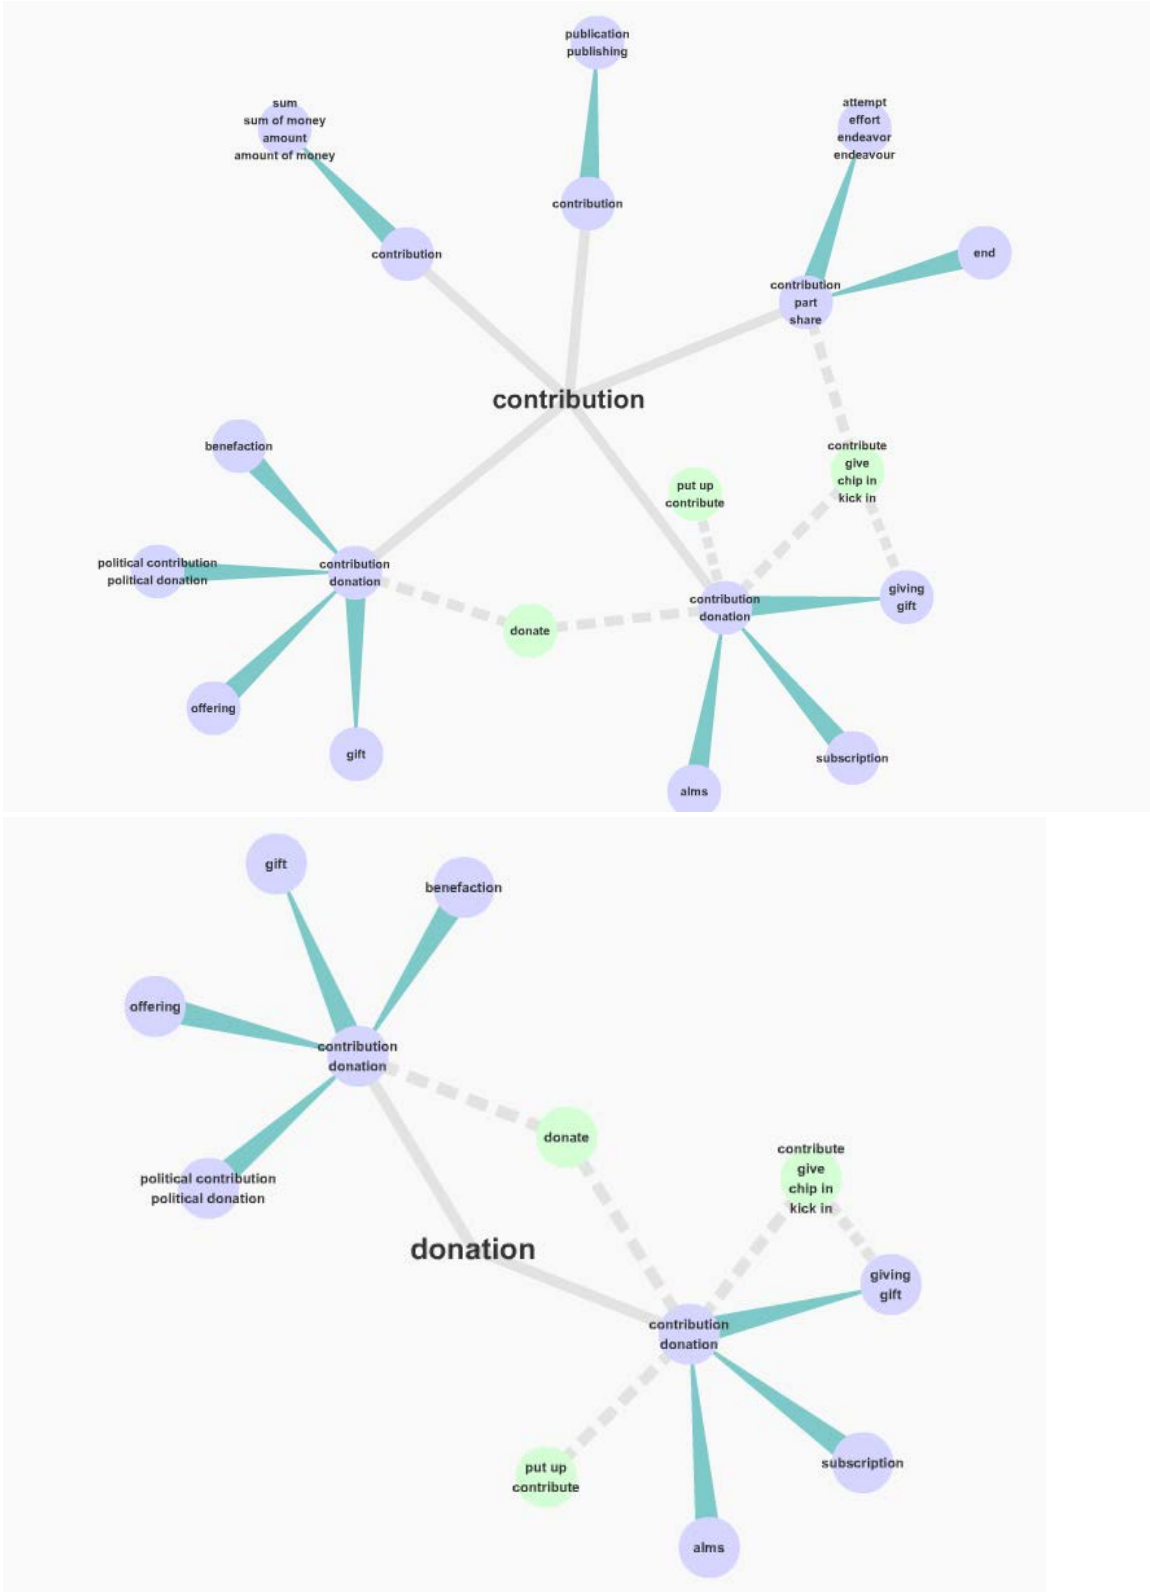 publication
publishing
sum
sum of money
amount
amount of money
attempt
effort
endeavor
endeavour
contribution
contribution
end
contribution
part
share
contribution
benefaction
contribute
give
chip in
kick in
put up
contribute
political contribution
political donation
contribution
donation
giving
gift
contribution
donation
donate
offering
gift
subscription
alms
gift
benefaction
offering
contribution
donation
donate
contribute
give
chip in
kick in
political contribution
political donation
donation
giving
gift
contribution
donation
subscription
put up
contribute
alms